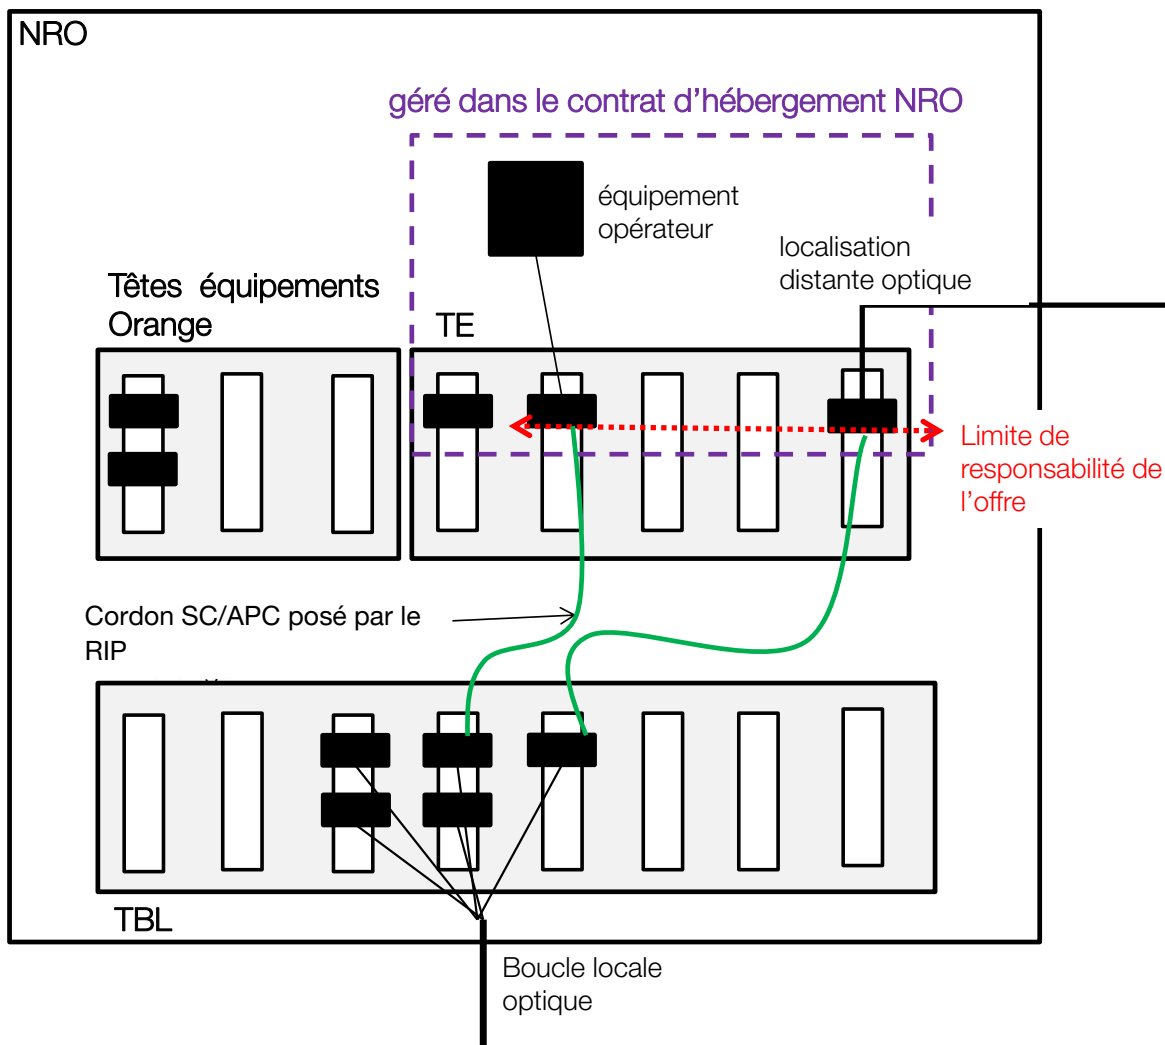 NRO
géré dans le contrat d’hébergement NRO
équipement
opérateur
localisation
distante optique
Têtes équipements
Orange
TE
Limite de
responsabilité de
l’offre
Cordon SC/APC posé par le
RIP
TBL
Boucle locale
optique